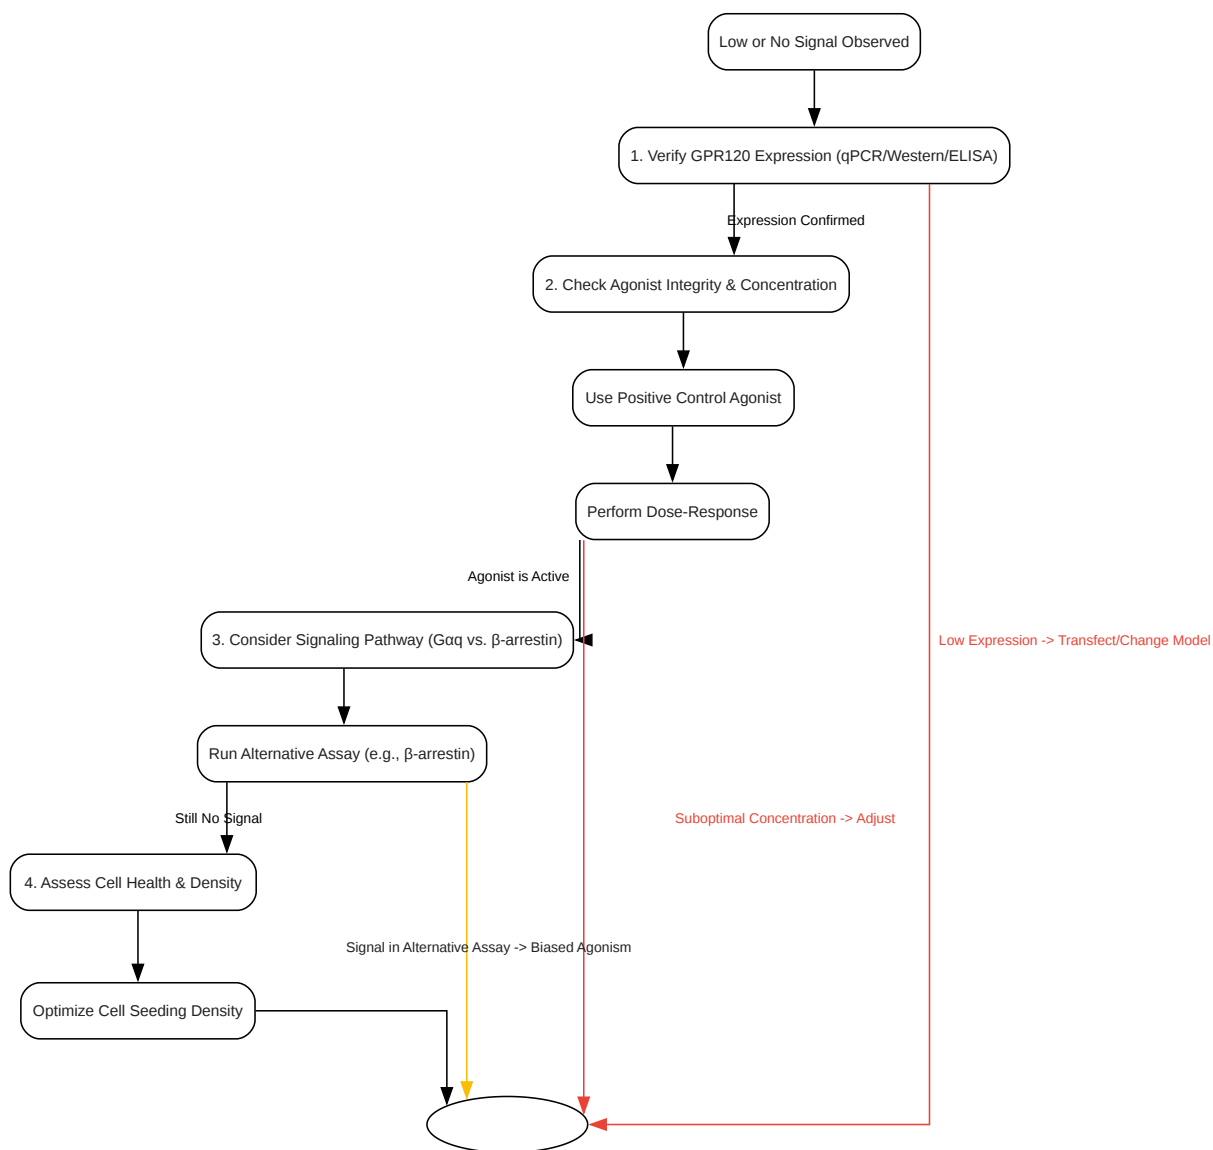 Low or No Signal Observed
1. Verify GPR120 Expression (qPCR/Western/ELISA)
Expression Confirmed
2. Check Agonist Integrity & Concentration
Use Positive Control Agonist
Perform Dose-Response
Agonist is Active
3. Consider Signaling Pathway (Gαq vs. β-arrestin)
Low Expression -> Transfect/Change Model
Run Alternative Assay (e.g., β-arrestin)
Still No Signal
Suboptimal Concentration -> Adjust
4. Assess Cell Health & Density
Signal in Alternative Assay -> Biased Agonism
Optimize Cell Seeding Density